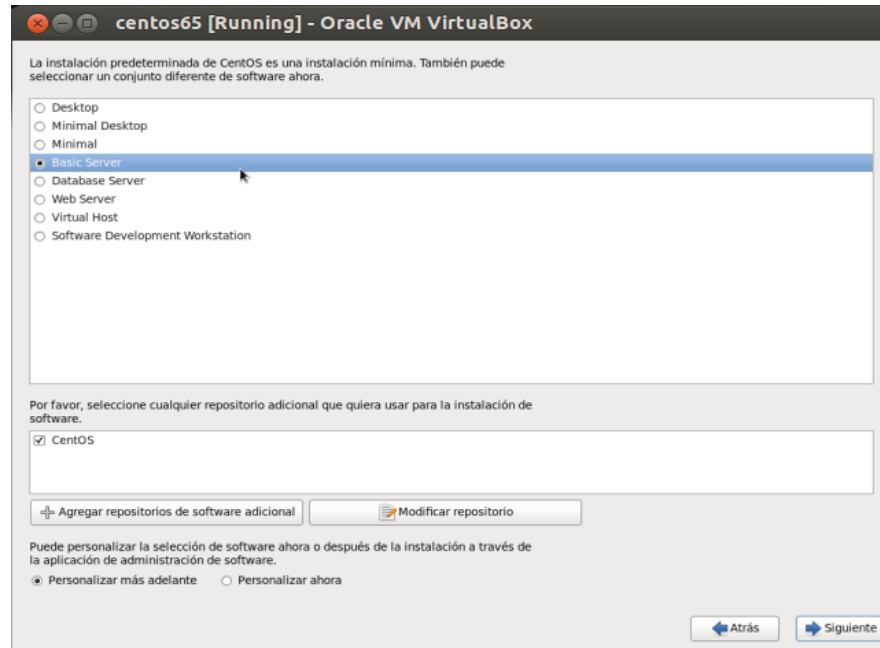 centos65 [Running] - Oracle VM VirtualBox
La instalación predeterminada de CentOS es una instalación mínima. También puede
seleccionar un conjunto diferente de software ahora.
Desktop
Minimal Desktop
Minimal
Basic Server
Database Server
Web Server
Virtual Host
Software Development Workstation
Por favor, seleccione cualquier repositorio adicional que quiera usar para la instalación de
software.
CentOS
Agregar repositorios de software adicional Modificar repositorio
Puede personalizar la selección de software ahora o después de la instalación a través de
la aplicación de administración de software.
Personalizar más adelante Personalizar ahora
Atrás Siguiente